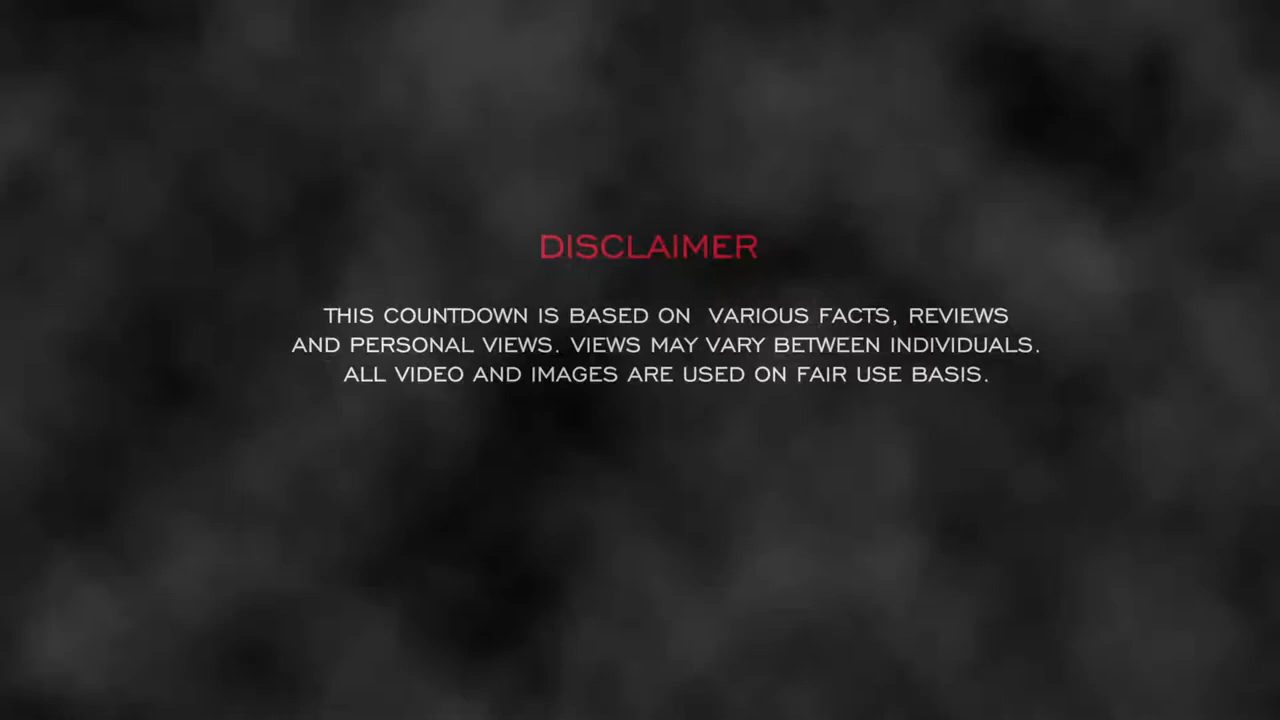 DISCLAIMER
THIS COUNTDOWN IS BASED ON  VARIOUS FACTS, REVIEWS
AND PERSONAL VIEWS. VIEWS MAY VARY BETWEEN INDIVIDUALS.
ALL VIDEO AND IMAGES ARE USED ON FAIR USE BASIS.